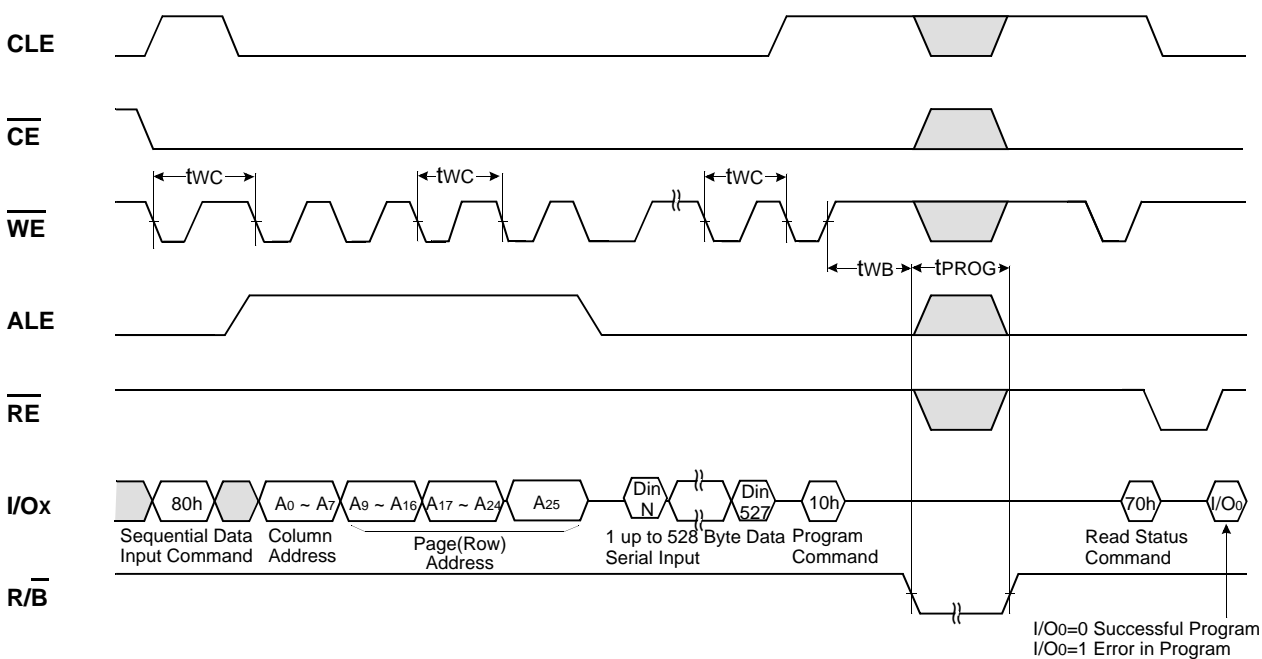 CLE
CE
tWC tWC tWC
WE
tWB tPROG
ALE
RE
I/Ox 80h A0 ~ A7 A9 ~ A16 A17 ~ A24 A25 Din N Din 527 10h 70h I/O0
Sequential Data Input Command
Column Address
Page(Row) Address
1 up to 528 Byte Data Serial Input
Program Command
Read Status Command
R/B
I/O0=0 Successful Program
I/O0=1 Error in Program